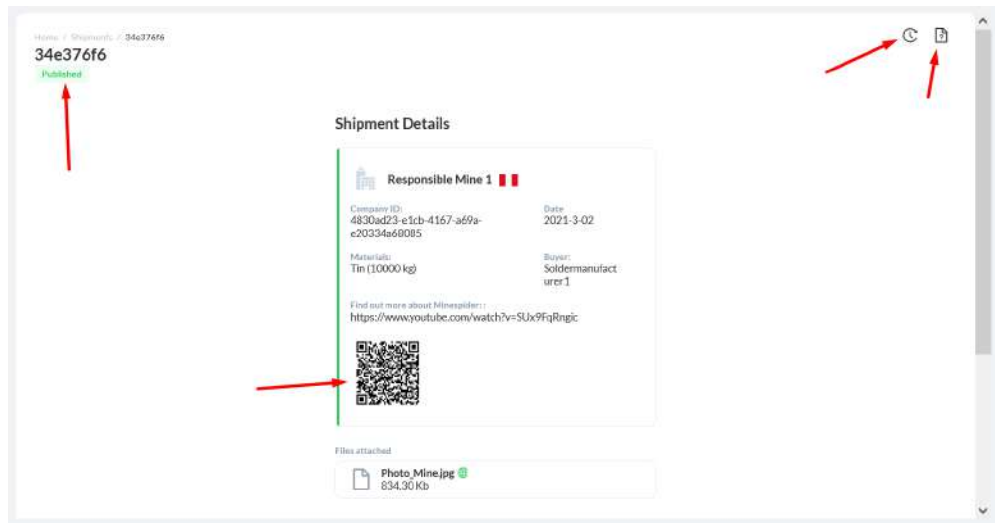 Home / Shipments / 34e376f6
34e376f6
Published
Shipment Details
Responsible Mine 1
Company ID:
4830ad23-e1cb-4167-a69a-
e20334a68085
Date
2021-3-02
Materials:
Tin (10000 kg)
Buyer:
Soldermanufact
urer1
Find out more about Minespider::
https://www.youtube.com/watch?v=SUx9FqRngic
Files attached
Photo_Mine.jpg
834.30 Kb